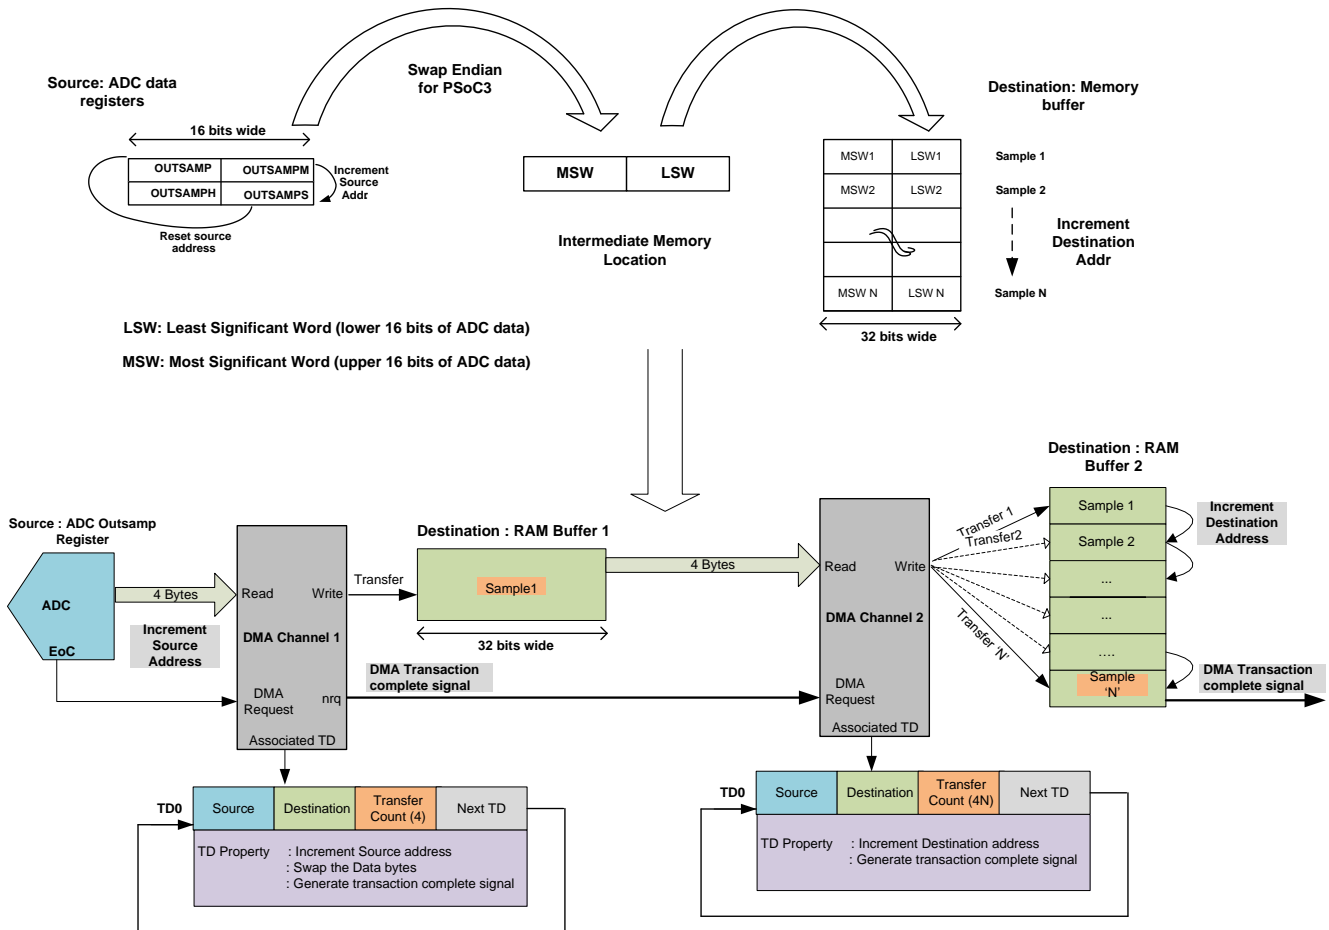 Source: ADC data
registers
16 bits wide
OUTSAMP
OUTSAMPM
OUTSAMPH
OUTSAMPS
Increment
Source
Addr
Reset source
address
Swap Endian
for PSoC3
MSW
LSW
Intermediate Memory
Location
Destination: Memory
buffer
MSW1
LSW1
Sample 1
MSW2
LSW2
Sample 2
Increment
Destination
Addr
MSW N
LSW N
Sample N
32 bits wide
LSW: Least Significant Word (lower 16 bits of ADC data)
MSW: Most Significant Word (upper 16 bits of ADC data)
Source : ADC Outsamp
Register
ADC
EoC
4 Bytes
Increment
Source
Address
Read
Write
DMA Channel 1
DMA
Request
nrq
Associated TD
Transfer
Destination : RAM Buffer 1
Sample1
32 bits wide
4 Bytes
DMA Transaction
complete signal
Read
Write
DMA Channel 2
DMA
Request
Associated TD
Transfer 1
Transfer2
Transfer 'N'
Destination : RAM
Buffer 2
Sample 1
Sample 2
...
...
....
Sample
'N'
Increment
Destination
Address
DMA Transaction
complete signal
TD0
Source
Destination
Transfer
Count (4)
Next TD
TD Property : Increment Source address
: Swap the Data bytes
: Generate transaction complete signal
TD0
Source
Destination
Transfer
Count (4N)
Next TD
TD Property : Increment Destination address
: Generate transaction complete signal